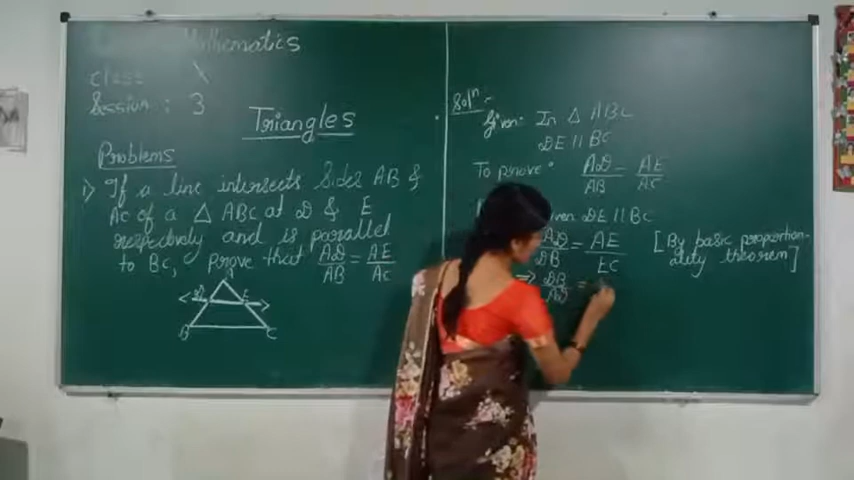 Mathematics
class X
Session : 3
Triangles
Problems
1) If a line intersects Sides AB &
AC of a △ ABC at D & E
respectively and is parallel
to BC, prove that AD/AB = AE/AC
A
D E
B C
Soln :-
Given: In △ ABC
DE || BC
To prove: AD/AB = AE/AC
DE || BC
AD/DB = AE/EC [By basic proportion-
ality theorem]
⇒ DB/AD =